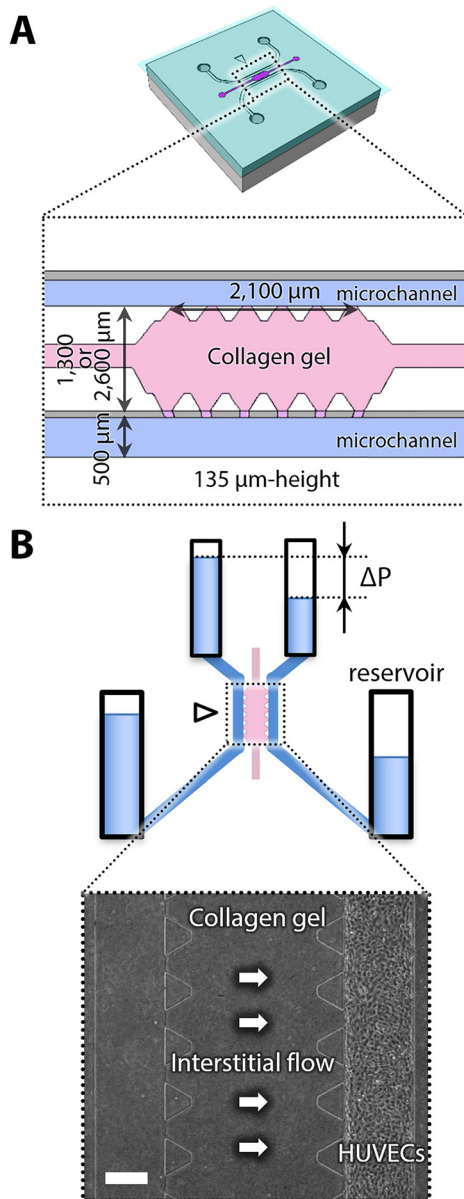 A
2,100 μm
microchannel
1,300
or
2,600 μm
Collagen gel
500 μm
microchannel
135 μm-height
B
ΔP
reservoir
Collagen gel
Interstitial flow
HUVECs